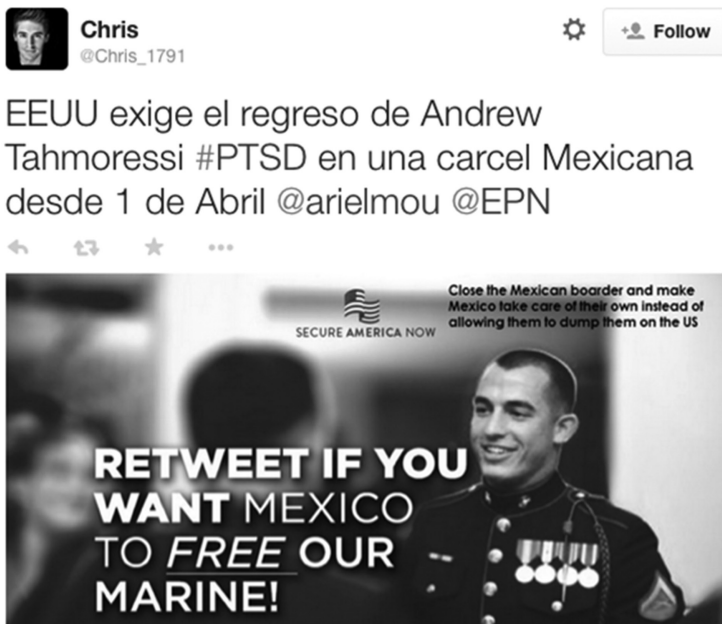 Chris
@Chris_1791
Follow
EEUU exige el regreso de Andrew
Tahmoressi #PTSD en una carcel Mexicana
desde 1 de Abril @arielmou @EPN
Close the Mexican boarder and make
Mexico take care of their own instead of
allowing them to dump them on the US
SECURE AMERICA NOW
RETWEET IF YOU
WANT MEXICO
TO FREE OUR
MARINE!